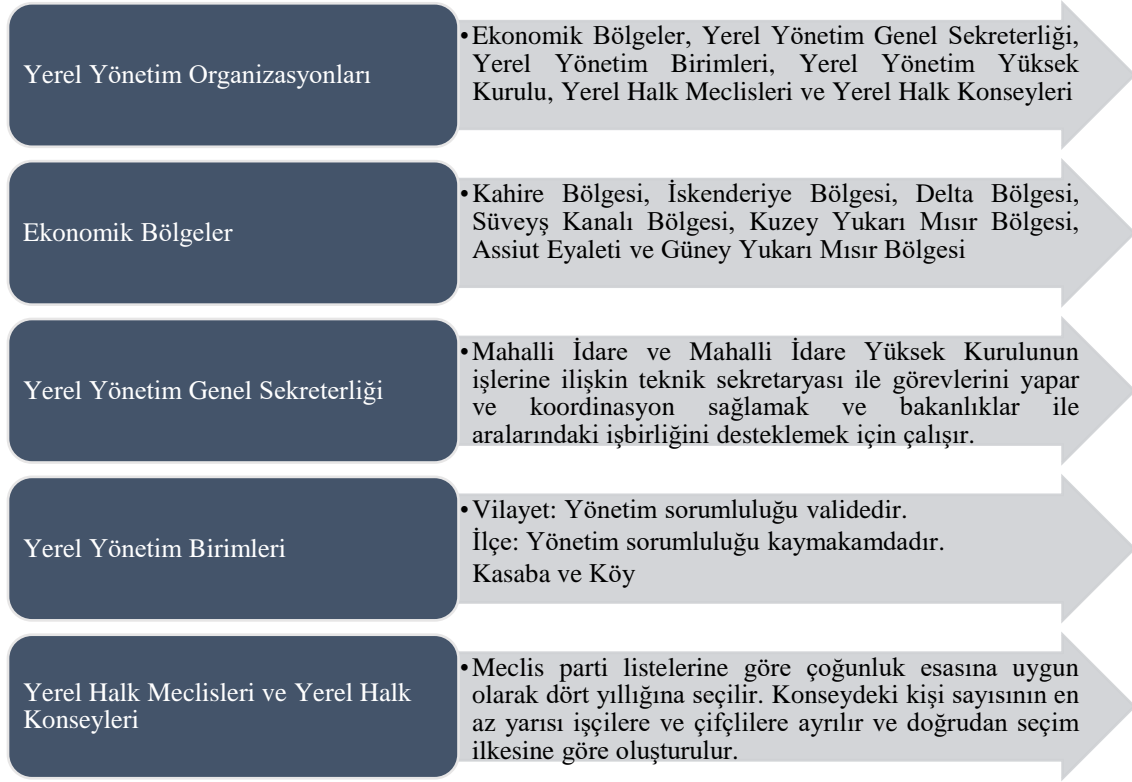 Yerel Yönetim Organizasyonları
•Ekonomik Bölgeler, Yerel Yönetim Genel Sekreterliği,
Yerel Yönetim Birimleri, Yerel Yönetim Yüksek
Kurulu, Yerel Halk Meclisleri ve Yerel Halk Konseyleri
Ekonomik Bölgeler
•Kahire Bölgesi, İskenderiye Bölgesi, Delta Bölgesi,
Süveyş Kanalı Bölgesi, Kuzey Yukarı Mısır Bölgesi,
Assiut Eyaleti ve Güney Yukarı Mısır Bölgesi
Yerel Yönetim Genel Sekreterliği
•Mahalli İdare ve Mahalli İdare Yüksek Kurulunun
işlerine ilişkin teknik sekretaryası ile görevlerini yapar
ve koordinasyon sağlamak ve bakanlıklar ile
aralarındaki işbirliğini desteklemek için çalışır.
Yerel Yönetim Birimleri
•Vilayet: Yönetim sorumluluğu validedir.
İlçe: Yönetim sorumluluğu kaymakamdadır.
Kasaba ve Köy
Yerel Halk Meclisleri ve Yerel Halk
Konseyleri
•Meclis parti listelerine göre çoğunluk esasına uygun
olarak dört yıllığına seçilir. Konseydeki kişi sayısının en
az yarısı işçilere ve çifçlilere ayrılır ve doğrudan seçim
ilkesine göre oluşturulur.